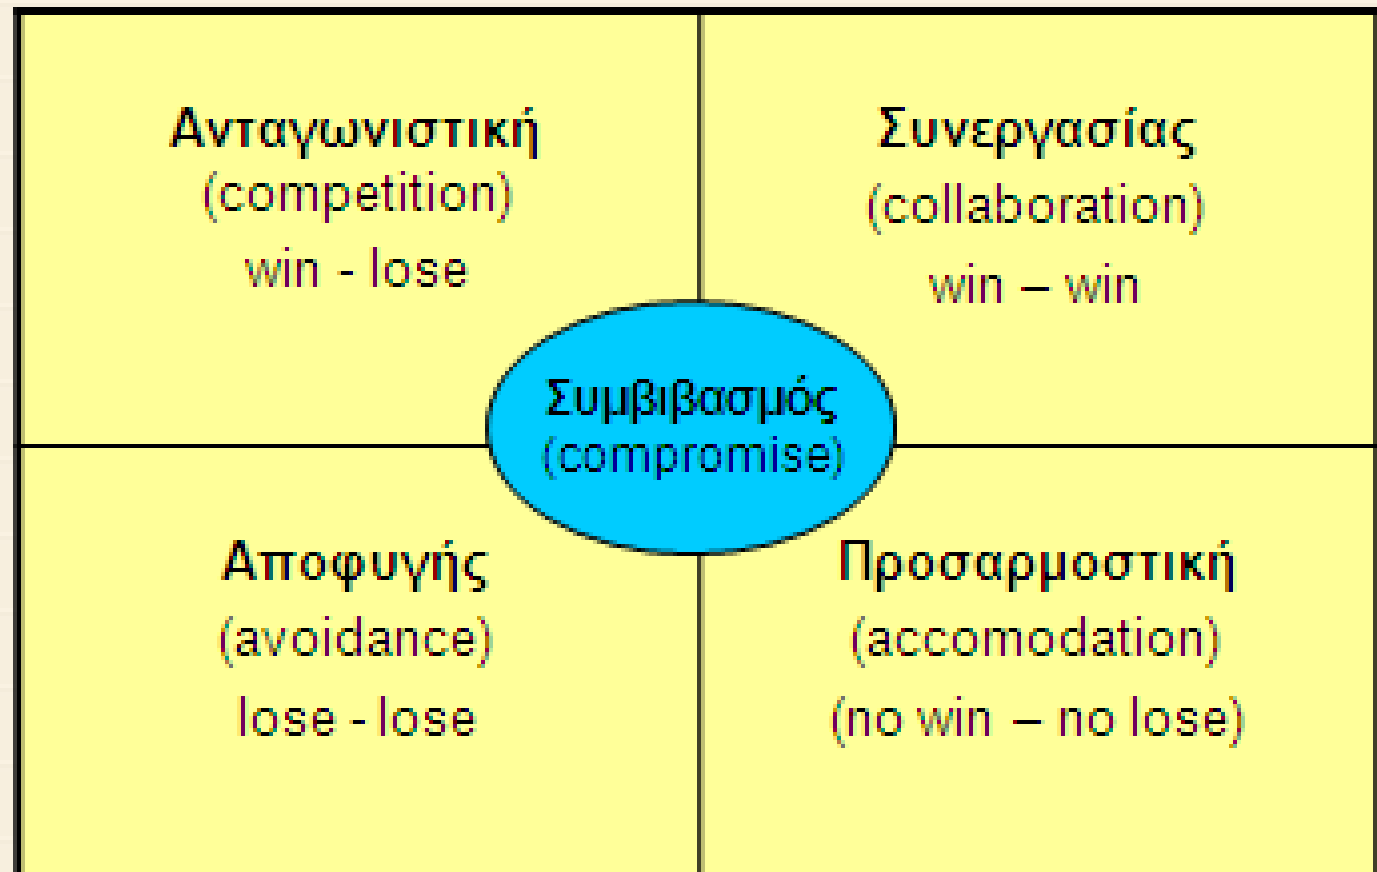 Ανταγωνιστική
(competition)
win - lose
Συνεργασίας
(collaboration)
win – win
Συμβιβασμός
(compromise)
Αποφυγής
(avoidance)
lose - lose
Προσαρμοστική
(accomodation)
(no win – no lose)